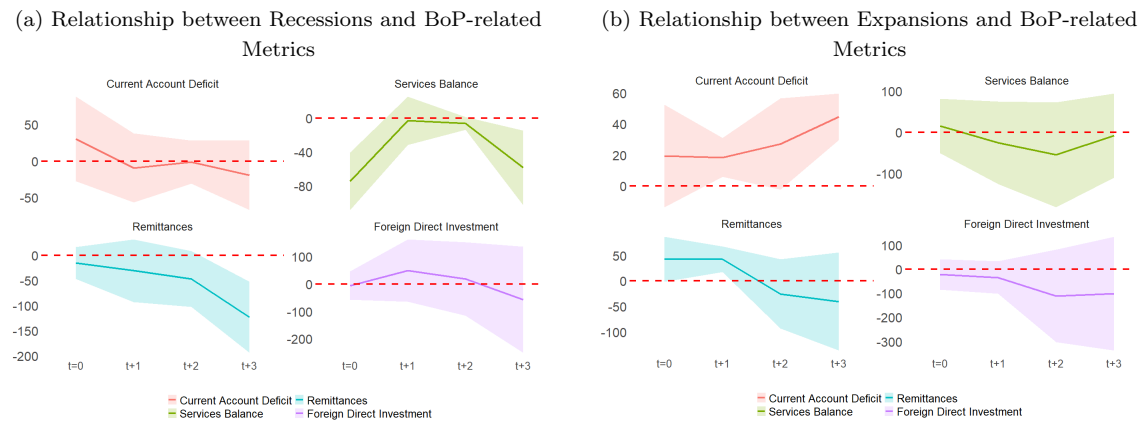 (a) Relationship between Recessions and BoP-related
Metrics
Current Account Deficit
Services Balance
50
0
-50
0
-40
-80
Remittances
Foreign Direct Investment
0
-50
-100
-150
-200
100
0
-100
-200
t=0 t+1 t+2 t+3
t=0 t+1 t+2 t+3
Current Account Deficit Remittances
Services Balance Foreign Direct Investment
(b) Relationship between Expansions and BoP-related
Metrics
Current Account Deficit
Services Balance
60
40
20
0
100
0
-100
Remittances
Foreign Direct Investment
50
0
-50
-100
100
0
-100
-200
-300
t=0 t+1 t+2 t+3
t=0 t+1 t+2 t+3
Current Account Deficit Remittances
Services Balance Foreign Direct Investment